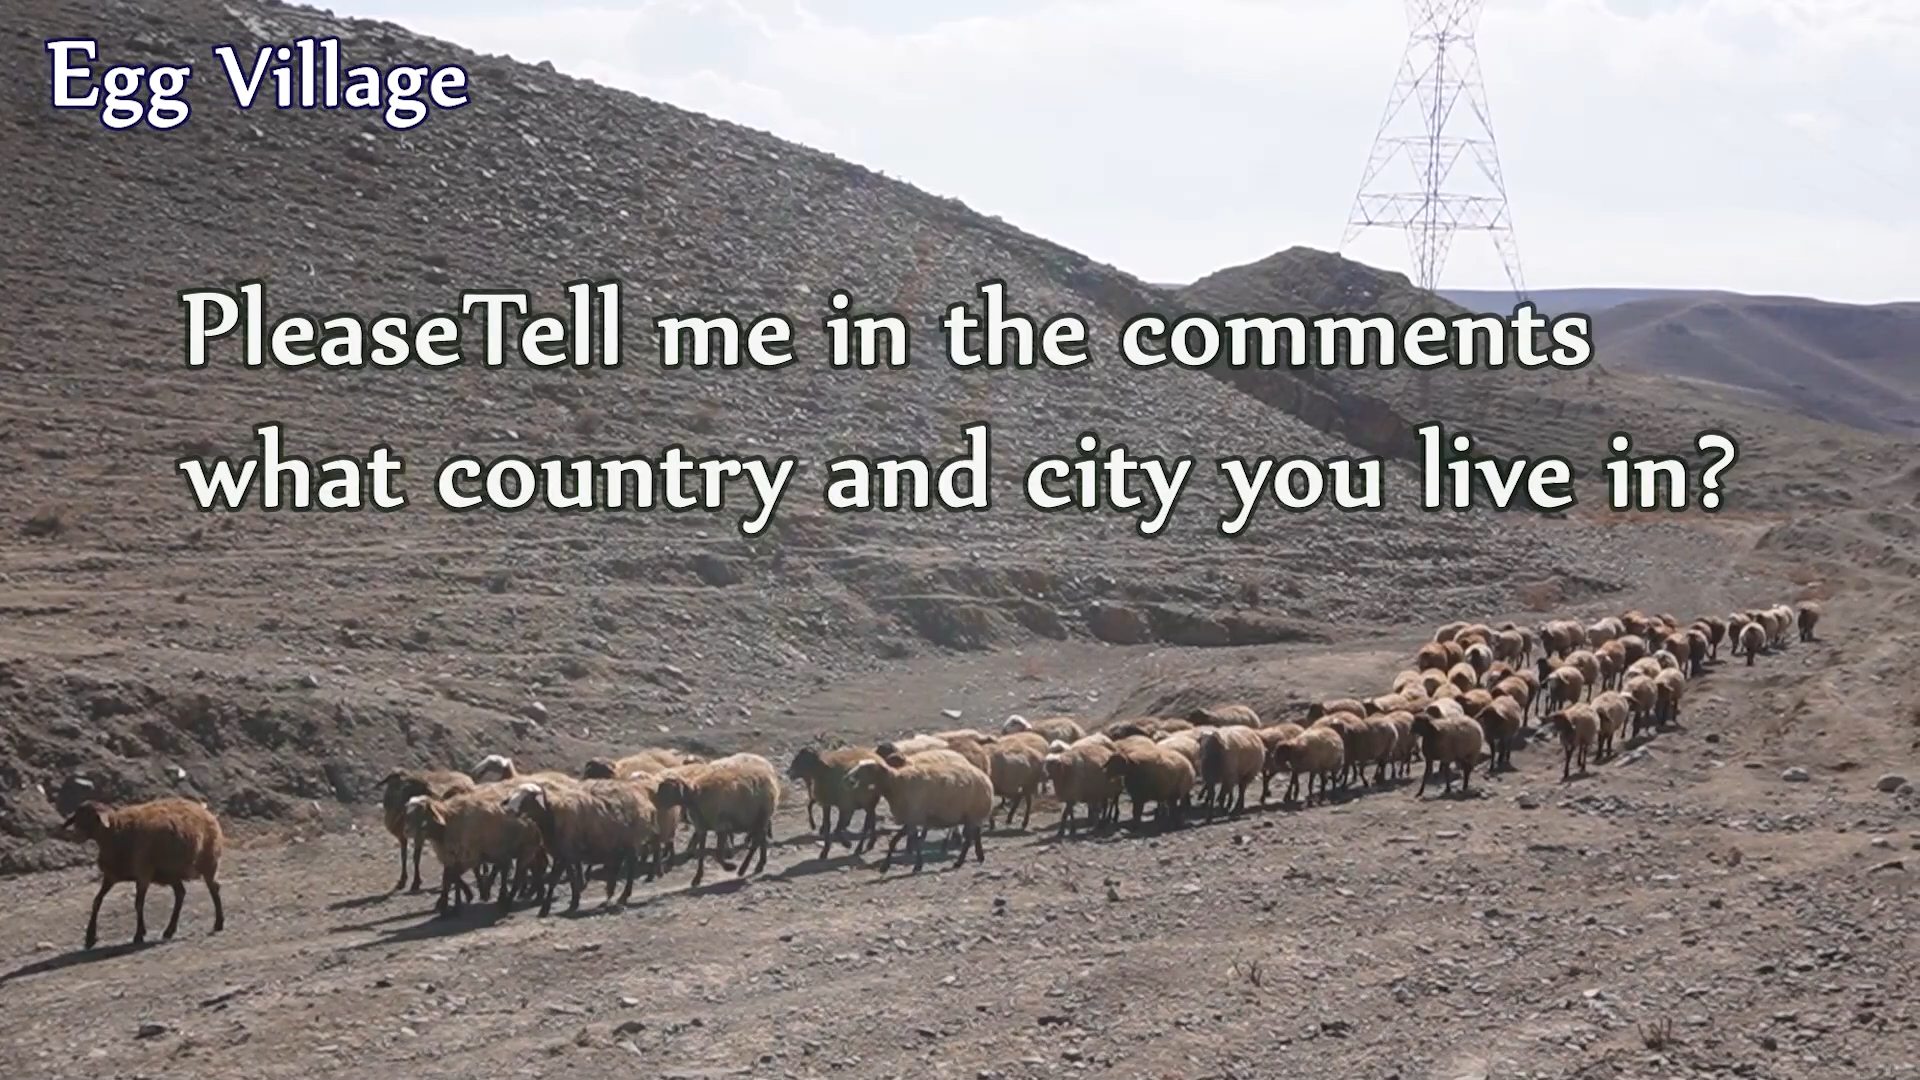 Egg Village
PleaseTell me in the comments
what country and city you live in?